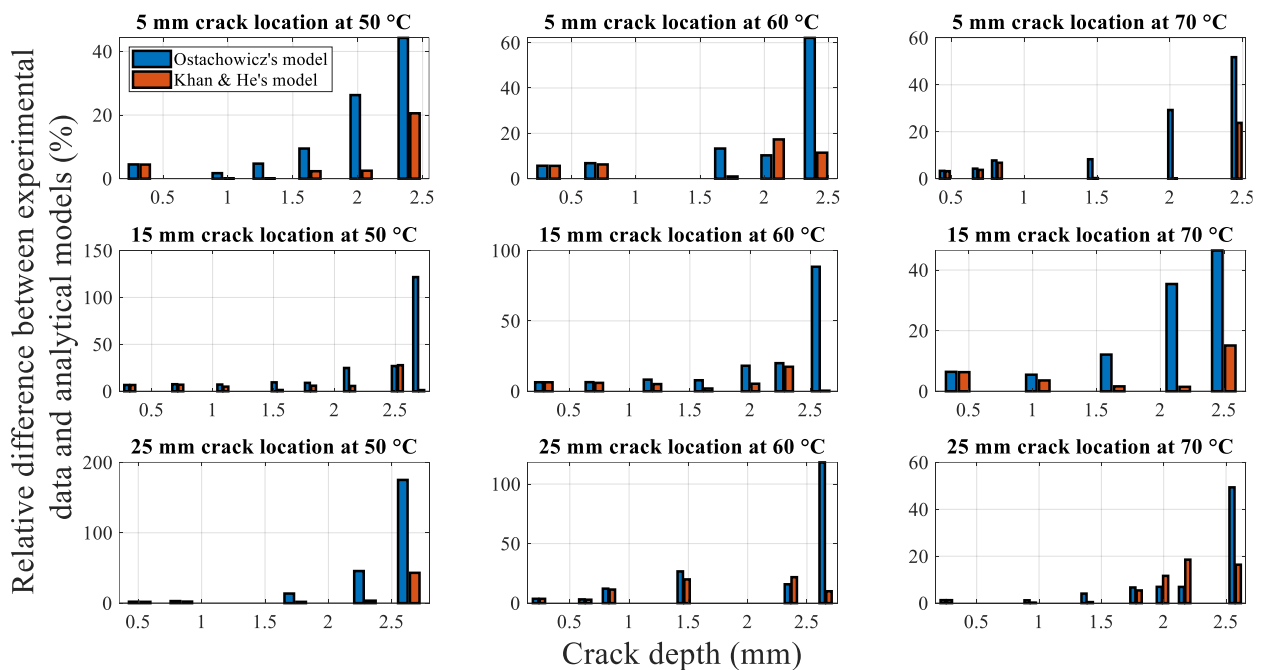 Relative difference between experimental
data and analytical models (%)
5 mm crack location at 50 °C
40
20
0
0.5 1 1.5 2 2.5
Ostachowicz's model
Khan & He's model
5 mm crack location at 60 °C
60
40
20
0
0.5 1 1.5 2 2.5
5 mm crack location at 70 °C
60
40
20
0
0.5 1 1.5 2 2.5
15 mm crack location at 50 °C
150
100
50
0
0.5 1 1.5 2 2.5
15 mm crack location at 60 °C
100
50
0
0.5 1 1.5 2 2.5
15 mm crack location at 70 °C
40
20
0
0.5 1 1.5 2 2.5
25 mm crack location at 50 °C
200
100
0
0.5 1 1.5 2 2.5
25 mm crack location at 60 °C
100
50
0
0.5 1 1.5 2 2.5
25 mm crack location at 70 °C
60
40
20
0
0.5 1 1.5 2 2.5
Crack depth (mm)